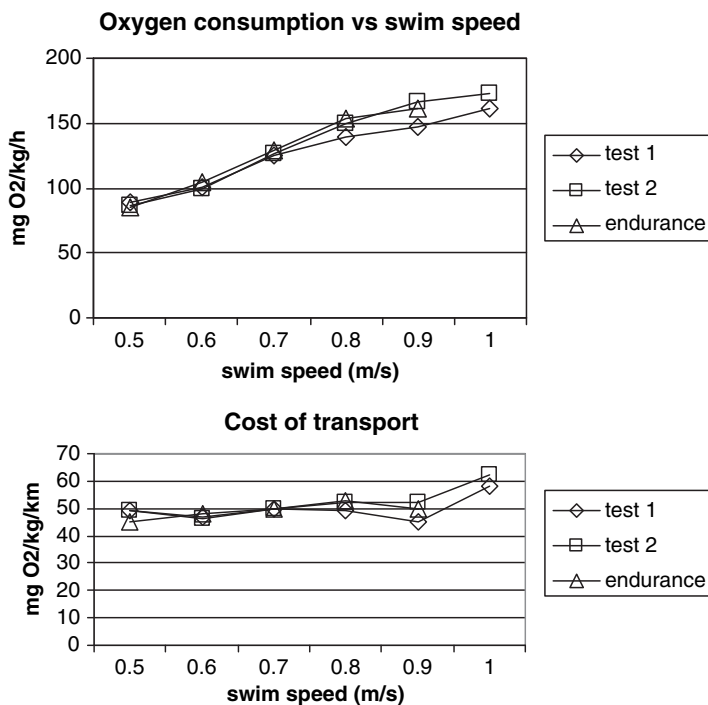 Oxygen consumption vs swim speed
200
150
100
50
0
mg O2/kg/h
0.5 0.6 0.7 0.8 0.9 1
swim speed (m/s)
test 1
test 2
endurance
Cost of transport
70
60
50
40
30
20
10
0
mg O2/kg/km
0.5 0.6 0.7 0.8 0.9 1
swim speed (m/s)
test 1
test 2
endurance